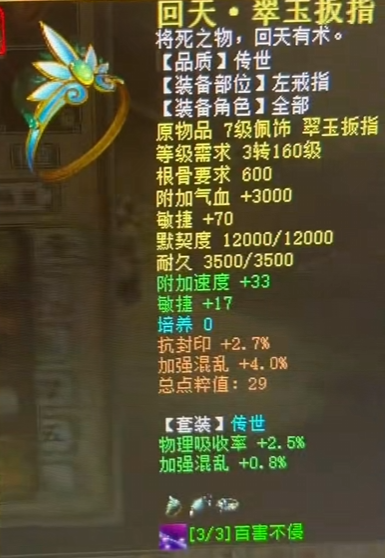 回天·翠玉扳指
将死之物，回天有术。
【品质】传世
【装备部位】左戒指
【装备角色】全部
原物品 7级佩饰 翠玉扳指
等级需求 3转160级
根骨要求 600
附加气血 +3000
敏捷 +70
默契度 12000/12000
耐久 3500/3500
附加速度 +33
敏捷 +17
培养 0
抗封印 +2.7%
加强混乱 +4.0%
总点粹值：29
【套装】传世
物理吸收率 +2.5%
加强混乱 +0.8%
[3/3]百害不侵